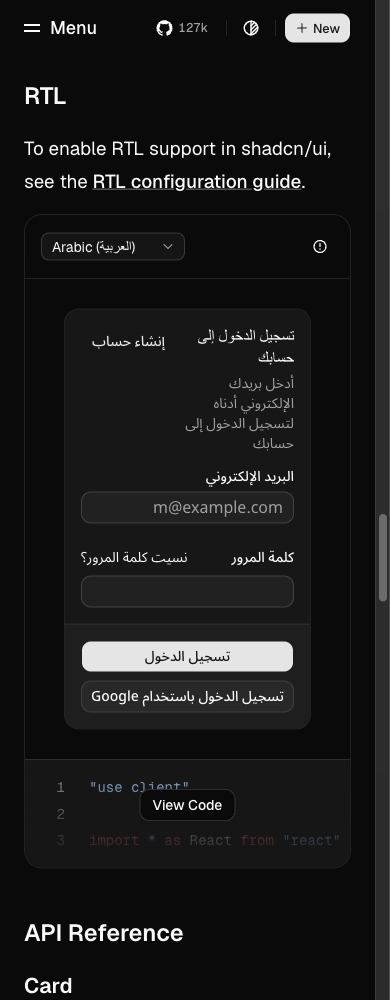 Menu
127k
New
RTL
To enable RTL support in shadcn/ui,
see the RTL configuration guide.
Arabic (العربية)
تسجيل الدخول إلى
حسابك
إنشاء حساب
أدخل بريدك
الإلكتروني أدناه
لتسجيل الدخول إلى
حسابك
البريد الإلكتروني
m@example.com
كلمة المرور
نسيت كلمة المرور؟
تسجيل الدخول
تسجيل الدخول باستخدام Google
1 "use client"
2
View Code
3 import * as React from "react"
API Reference
Card